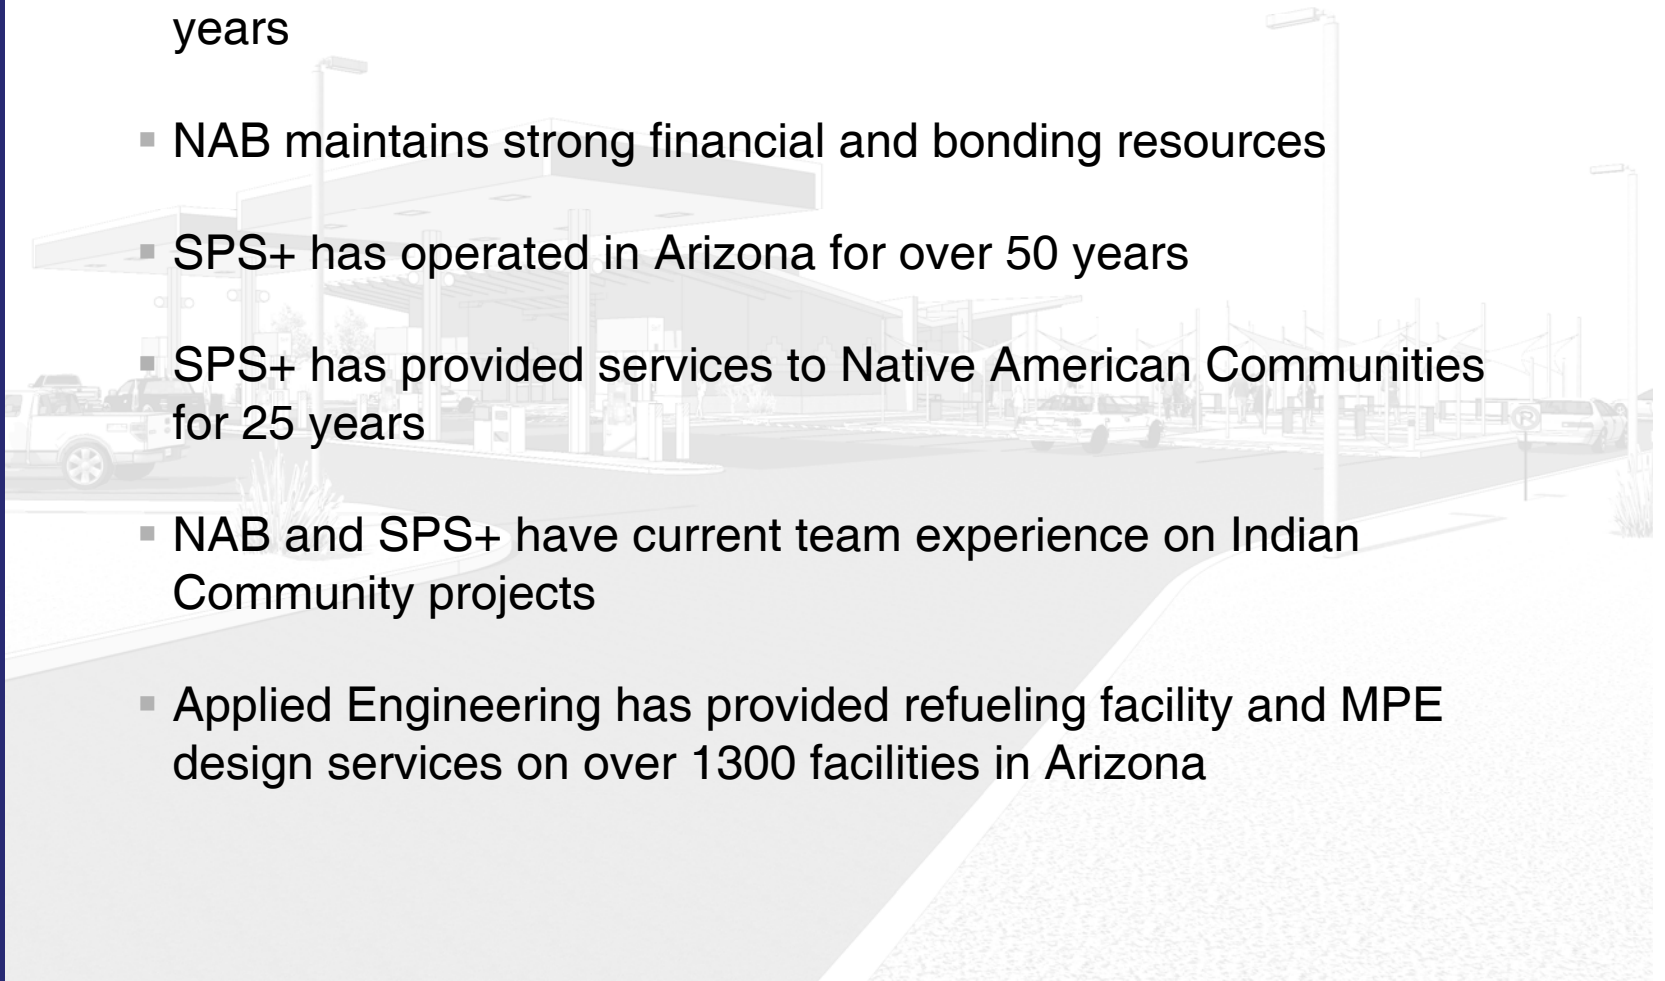 years
▪ NAB maintains strong financial and bonding resources
▪ SPS+ has operated in Arizona for over 50 years
▪ SPS+ has provided services to Native American Communities
for 25 years
▪ NAB and SPS+ have current team experience on Indian
Community projects
▪ Applied Engineering has provided refueling facility and MPE
design services on over 1300 facilities in Arizona